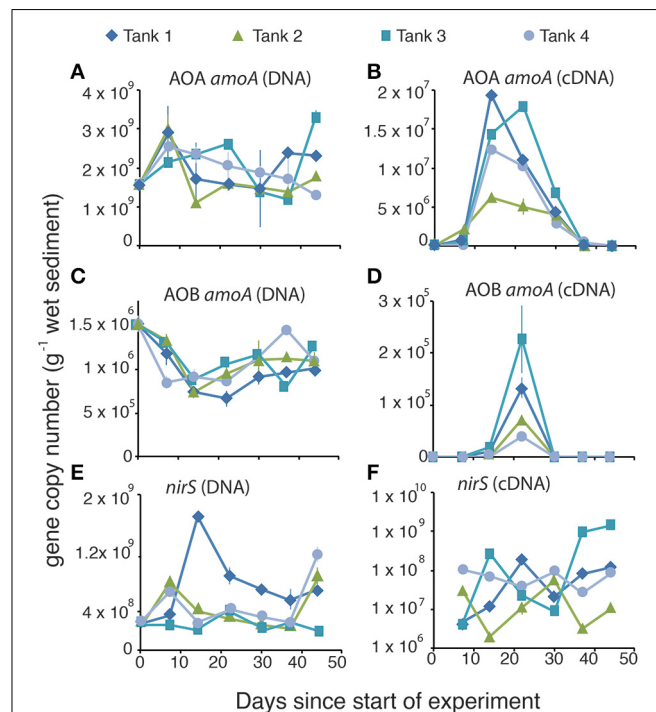 Tank 1 Tank 2 Tank 3 Tank 4
A
AOA amoA (DNA)
4 x 10⁹
3 x 10⁹
2 x 10⁹
1 x 10⁹
0
B
AOA amoA (cDNA)
2 x 10⁷
1.5 x 10⁷
1 x 10⁷
5 x 10⁶
0
C
AOB amoA (DNA)
1.5 x 10⁶
1 x 10⁶
5 x 10⁵
0
D
AOB amoA (cDNA)
3 x 10⁵
2 x 10⁵
1 x 10⁵
0
E
nirS (DNA)
2 x 10⁹
1.2 x 10⁹
4 x 10⁸
0
0 10 20 30 40 50
F
nirS (cDNA)
1 x 10¹⁰
1 x 10⁹
1 x 10⁸
1 x 10⁷
1 x 10⁶
0 10 20 30 40 50
gene copy number (g⁻¹ wet sediment)
Days since start of experiment